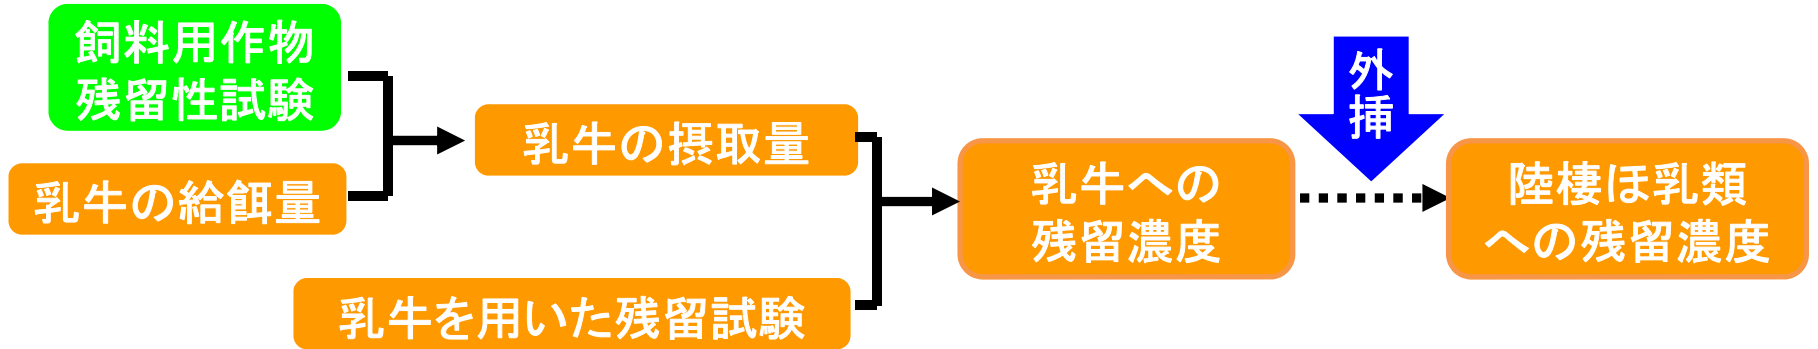 飼料用作物
残留性試験
乳牛の給餌量
乳牛の摂取量
乳牛を用いた残留試験
乳牛への
残留濃度
外
挿
陸棲ほ乳類
への残留濃度